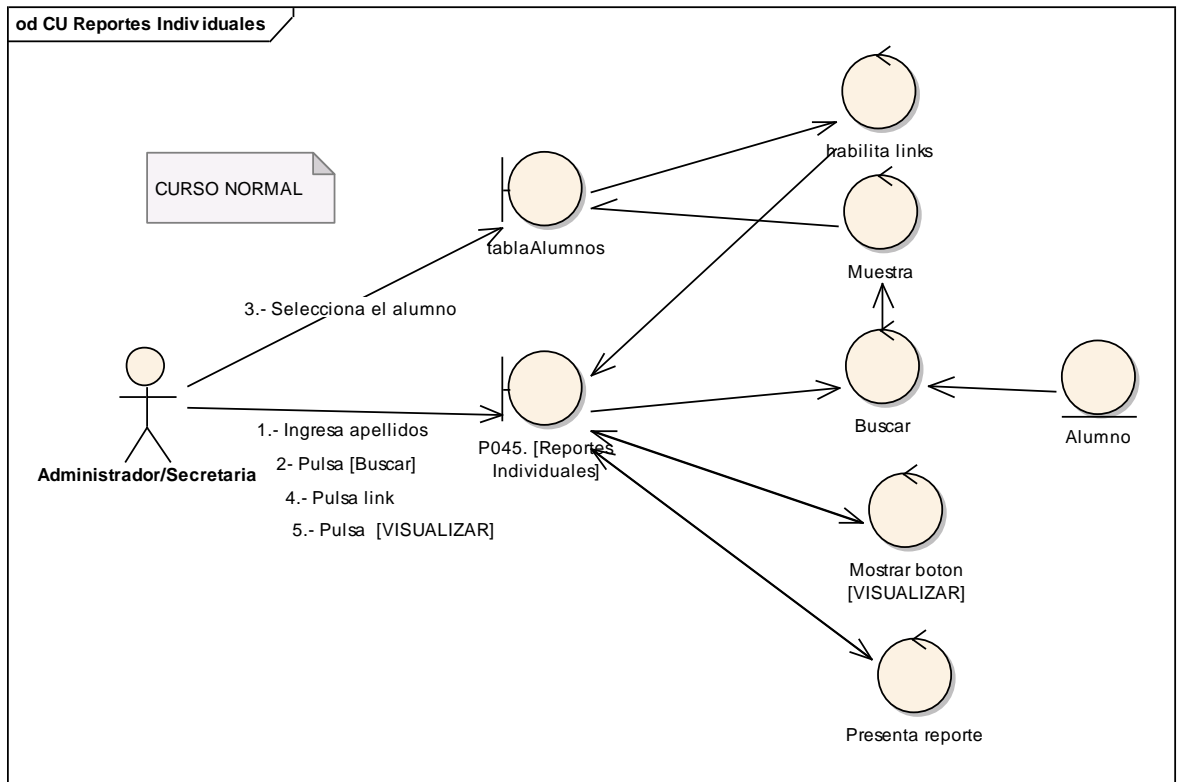 od CU Reportes Individuales
habilita links
CURSO NORMAL
tablaAlumnos
Muestra
3.- Selecciona el alumno
1.- Ingresa apellidos
2- Pulsa [Buscar]
4.- Pulsa link
5.- Pulsa [VISUALIZAR]
Administrador/Secretaria
P045. [Reportes
Individuales]
Buscar
Alumno
Mostrar boton
[VISUALIZAR]
Presenta reporte